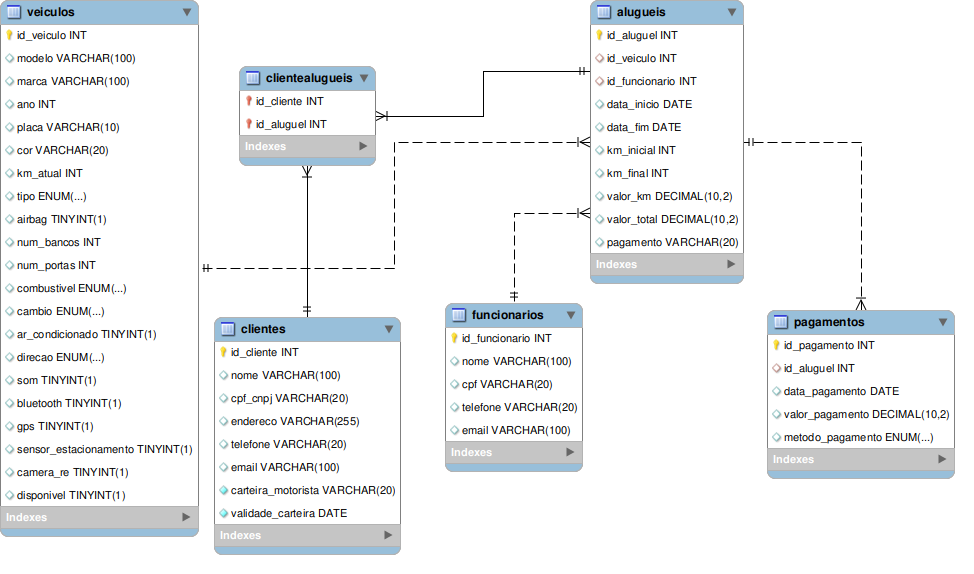 veiculos
id_veiculo INT
modelo VARCHAR(100)
marca VARCHAR(100)
ano INT
placa VARCHAR(10)
cor VARCHAR(20)
km_atual INT
tipo ENUM(...)
airbag TINYINT(1)
num_bancos INT
num_portas INT
combustivel ENUM(...)
cambio ENUM(...)
ar_condicionado TINYINT(1)
direcao ENUM(...)
som TINYINT(1)
bluetooth TINYINT(1)
gps TINYINT(1)
sensor_estacionamento TINYINT(1)
camera_re TINYINT(1)
disponivel TINYINT(1)
Indexes
clientealugueis
id_cliente INT
id_aluguel INT
Indexes
clientes
id_cliente INT
nome VARCHAR(100)
cpf_cnpj VARCHAR(20)
endereco VARCHAR(255)
telefone VARCHAR(20)
email VARCHAR(100)
carteira_motorista VARCHAR(20)
validade_carteira DATE
Indexes
funcionarios
id_funcionario INT
nome VARCHAR(100)
cpf VARCHAR(20)
telefone VARCHAR(20)
email VARCHAR(100)
Indexes
alugueis
id_aluguel INT
id_veiculo INT
id_funcionario INT
data_inicio DATE
data_fim DATE
km_inicial INT
km_final INT
valor_km DECIMAL(10,2)
valor_total DECIMAL(10,2)
pagamento VARCHAR(20)
Indexes
pagamentos
id_pagamento INT
id_aluguel INT
data_pagamento DATE
valor_pagamento DECIMAL(10,2)
metodo_pagamento ENUM(...)
Indexes